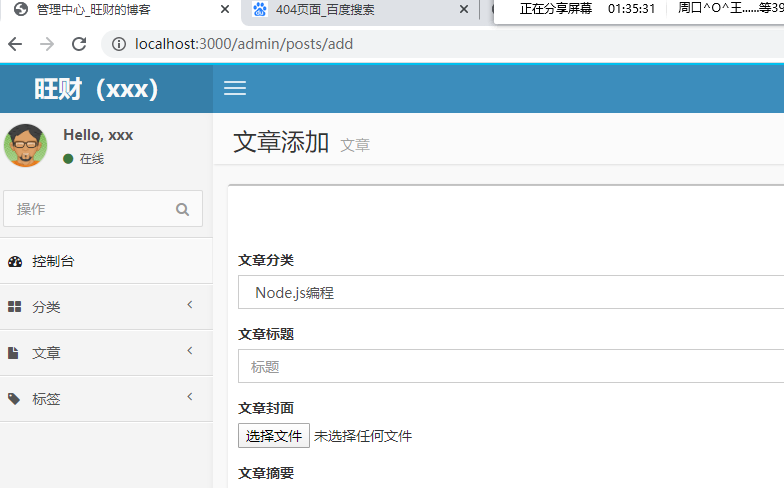 管理中心_旺财的博客
404页面_百度搜索
正在分享屏幕 01:35:31 周口^O^王......等39
localhost:3000/admin/posts/add
旺财（xxx）
Hello, xxx
在线
操作
控制台
分类
文章
标签
文章添加 文章
文章分类
Node.js编程
文章标题
标题
文章封面
选择文件 未选择任何文件
文章摘要